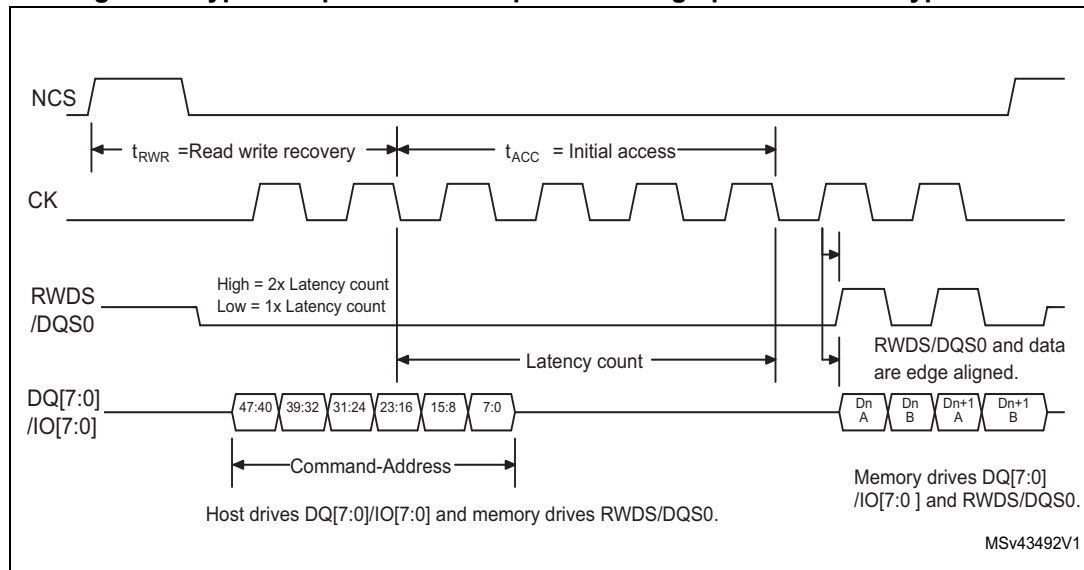 NCS
tRWR =Read write recovery
tACC = Initial access
CK
High = 2x Latency count
Low = 1x Latency count
RWDS
/DQS0
Latency count
RWDS/DQS0 and data
are edge aligned.
DQ[7:0]
/IO[7:0]
47:40 39:32 31:24 23:16 15:8 7:0
Dn
A
Dn
B
Dn+1
A
Dn+1
B
Command-Address
Host drives DQ[7:0]/IO[7:0] and memory drives RWDS/DQS0.
Memory drives DQ[7:0]
/IO[7:0 ] and RWDS/DQS0.
MSv43492V1